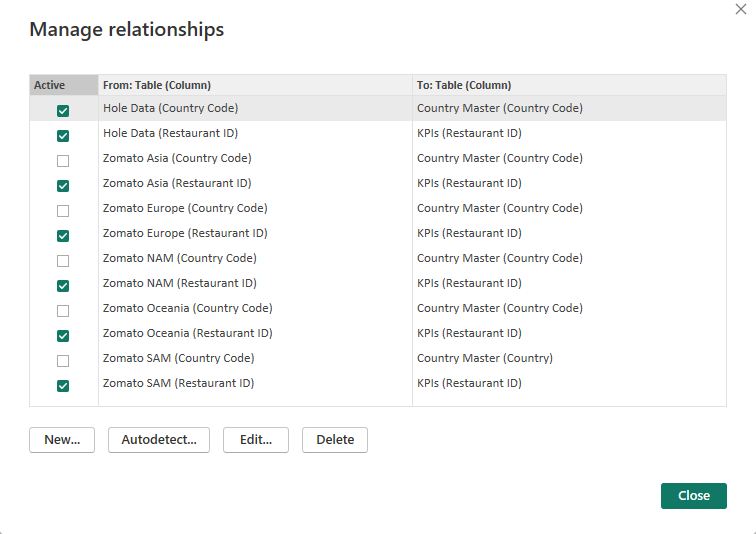 Manage relationships
Active From: Table (Column) To: Table (Column)
Hole Data (Country Code) Country Master (Country Code)
Hole Data (Restaurant ID) KPIs (Restaurant ID)
Zomato Asia (Country Code) Country Master (Country Code)
Zomato Asia (Restaurant ID) KPIs (Restaurant ID)
Zomato Europe (Country Code) Country Master (Country Code)
Zomato Europe (Restaurant ID) KPIs (Restaurant ID)
Zomato NAM (Country Code) Country Master (Country Code)
Zomato NAM (Restaurant ID) KPIs (Restaurant ID)
Zomato Oceania (Country Code) Country Master (Country Code)
Zomato Oceania (Restaurant ID) KPIs (Restaurant ID)
Zomato SAM (Country Code) Country Master (Country)
Zomato SAM (Restaurant ID) KPIs (Restaurant ID)
New... Autodetect... Edit... Delete
Close